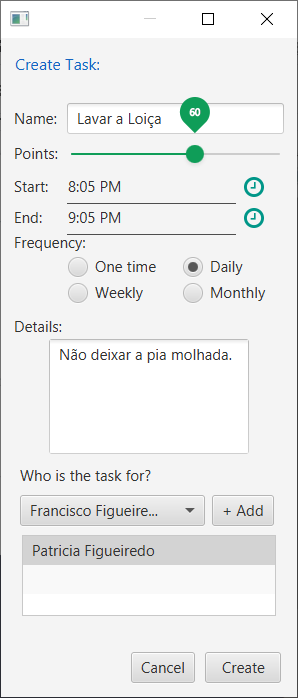 Create Task:
Name: Lavar a Loiça
60
Points:
Start: 8:05 PM
End: 9:05 PM
Frequency:
One time Daily
Weekly Monthly
Details:
Não deixar a pia molhada.
Who is the task for?
Francisco Figueire... + Add
Patricia Figueiredo
Cancel Create